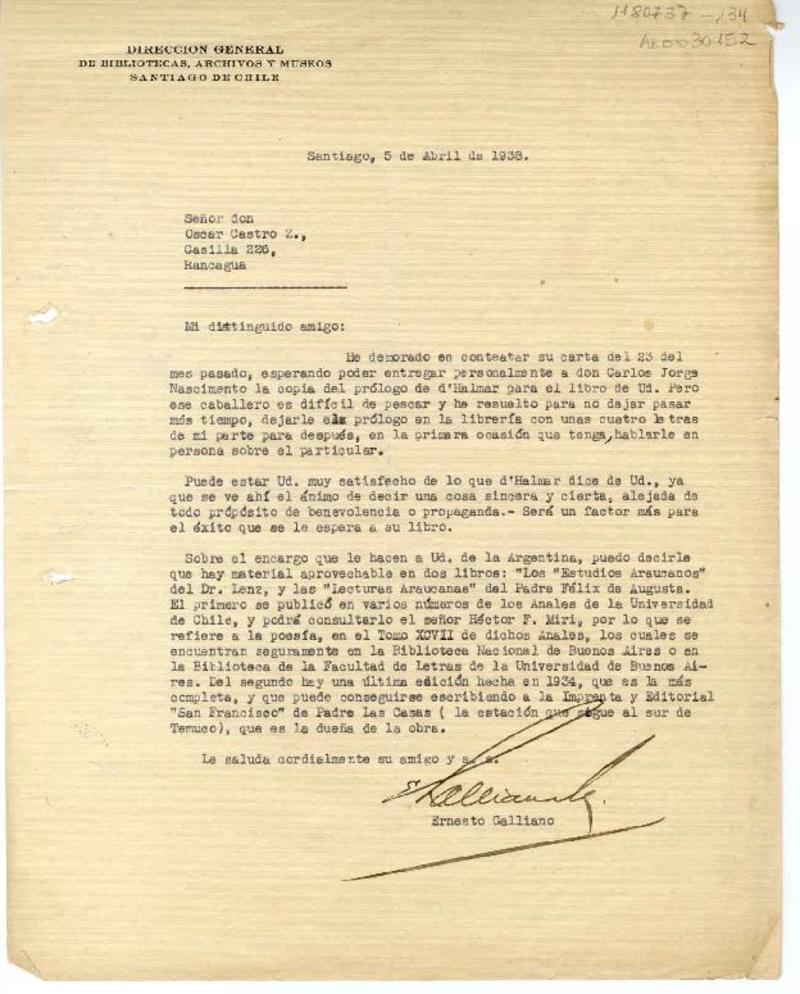 1180737 - 134
AE0030152
DIRECCION GENERAL
DE BIBLIOTECAS, ARCHIVOS Y MUSEOS
SANTIAGO DE CHILE
Santiago, 5 de Abril de 1938.
Señor don
Oscar Castro Z.,
Casilla 226,
Rancagua
Mi distinguido amigo:
He demorado en contestar su carta del 23 del
mes pasado, esperando poder entregar personalmente a don Carlos Jorge
Nascimento la copia del prólogo de d'Halmar para el libro de Ud. Pero
ese caballero es difícil de pescar y he resuelto para no dejar pasar
más tiempo, dejarle el prólogo en la librería con unas cuatro letras
de mi parte para después, en la primera ocasión que tenga, hablarle en
persona sobre el particular.
Puede estar Ud. muy satisfecho de lo que d'Halmar dice de Ud., ya
que se ve ahí el ánimo de decir una cosa sincera y cierta, alejada de
todo própósito de benevolencia o propaganda.- Será un factor más para
el éxito que se le espera a su libro.
Sobre el encargo que le hacen a Ud. de la Argentina, puedo decirle
que hay material aprovechable en dos libros: "Los "Estudios Araucanos"
del Dr. Lenz, y las "Lecturas Araucanas" del Padre Félix de Augusta.
El primero se publicó en varios números de los Anales de la Universidad
de Chile, y podrá consultarlo el señor Héctor F. Miri, por lo que se
refiere a la poesía, en el Tomo XCVII de dichos Anales, los cuales se
encuentran seguramente en la Biblioteca Nacional de Buenos Aires o en
la Biblioteca de la Facultad de Letras de la Universidad de Buenos Ai-
res. Del segundo hay una última edición hecha en 1934, que es la más
completa, y que puede conseguirse escribiendo a la Imprenta y Editorial
"San Francisco" de Padre Las Casas ( la estación que sigue al sur de
Temuco), que es la dueña de la obra.
Le saluda cordialmente su amigo y s. s.
E Galliano
Ernesto Galliano